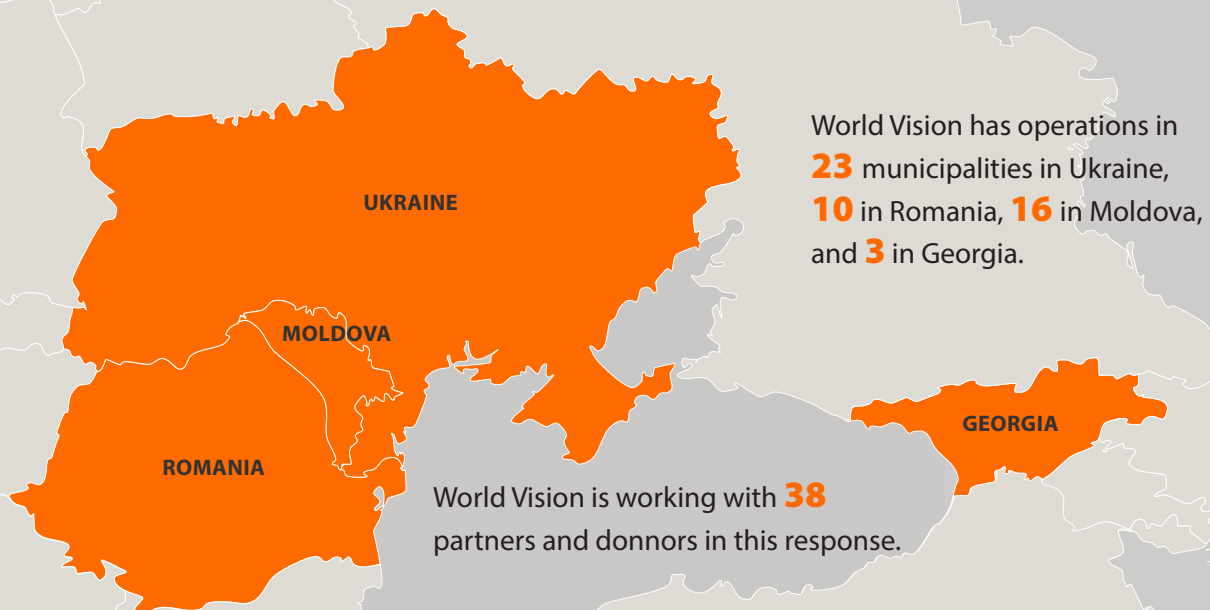 World Vision has operations in
23 municipalities in Ukraine,
10 in Romania, 16 in Moldova,
and 3 in Georgia.
UKRAINE
MOLDOVA
GEORGIA
ROMANIA
World Vision is working with 38
partners and donnors in this response.